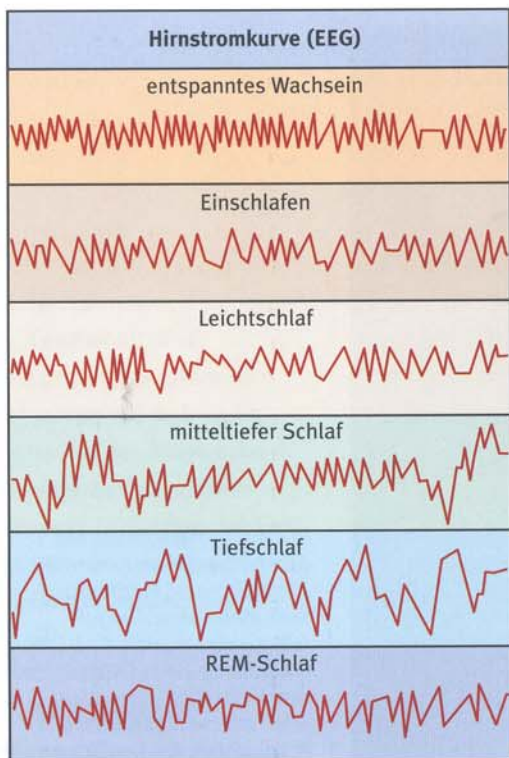 Hirnstromkurve (EEG)
entspanntes Wachsein
Einschlafen
Leichtschlaf
mitteltiefer Schlaf
Tiefschlaf
REM-Schlaf